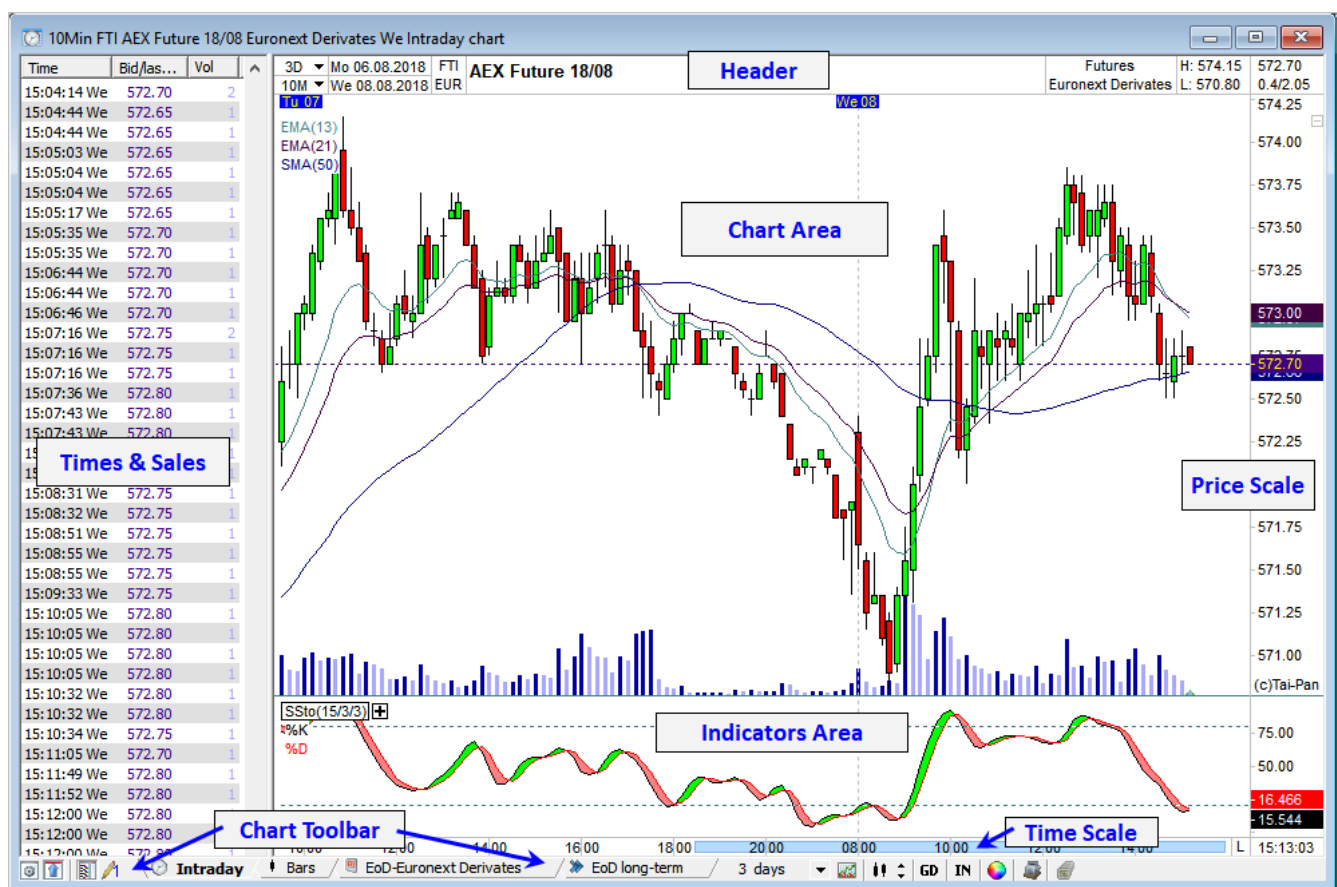 10Min FTI AEX Future 18/08 Euronext Derivates We Intraday chart
Time Bid/las... Vol
15:04:14 We 572.70 2
15:04:44 We 572.65 1
15:04:44 We 572.65 1
15:05:03 We 572.65 1
15:05:04 We 572.65 1
15:05:04 We 572.65 1
15:05:17 We 572.65 1
15:05:35 We 572.70 1
15:05:35 We 572.70 1
15:06:44 We 572.70 1
15:06:44 We 572.70 1
15:06:46 We 572.70 1
15:07:16 We 572.75 2
15:07:16 We 572.75 1
15:07:16 We 572.75 1
15:07:36 We 572.80 1
15:07:43 We 572.80 1
15:07:43 We 572.80
Times & Sales
15:08:31 We 572.75 1
15:08:32 We 572.75 1
15:08:51 We 572.75 1
15:08:55 We 572.75 1
15:08:55 We 572.75 1
15:09:33 We 572.75 1
15:10:05 We 572.80 1
15:10:05 We 572.80 1
15:10:05 We 572.80 1
15:10:05 We 572.80 1
15:10:32 We 572.80 1
15:10:32 We 572.80 1
15:10:34 We 572.75 1
15:11:05 We 572.70 1
15:11:49 We 572.80 1
15:11:52 We 572.80 1
15:12:00 We 572.80
15:12:00 We 572.80
15:12:00 We 572.80
3D Mo 06.08.2018 FTI AEX Future 18/08
10M We 08.08.2018 EUR
Header
Futures H: 574.15 572.70
Euronext Derivates L: 570.80 0.4/2.05
Tu 07
We 08
EMA(13)
EMA(21)
SMA(50)
Chart Area
574.25
574.00
573.75
573.50
573.25
573.00
572.70
572.50
572.25
Price Scale
571.75
571.50
571.25
571.00
(c)Tai-Pan
SSto(15/3/3)
%K
%D
Indicators Area
75.00
50.00
16.466
15.544
Chart Toolbar
Time Scale
16:00 18:00 20:00 08:00 10:00 12:00 14:00 L 15:13:03
Intraday Bars EoD-Euronext Derivates EoD long-term 3 days GD IN